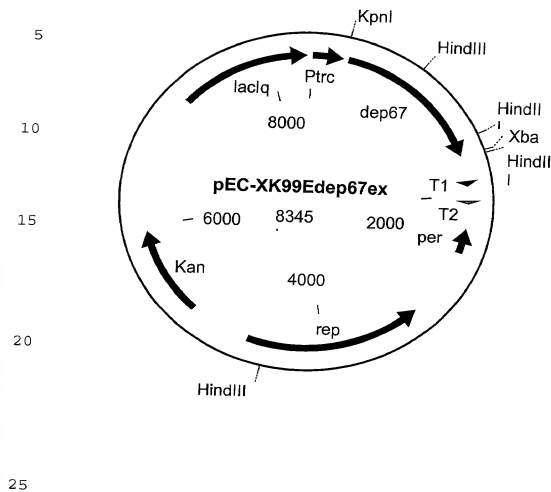 5
KpnI
HindIII
Ptrc
lacIq
dep67
8000
HindII
10
Xba
HindII
T1
pEC-XK99Edep67ex
T2
15
6000
8345
2000
per
Kan
4000
rep
20
HindIII
25